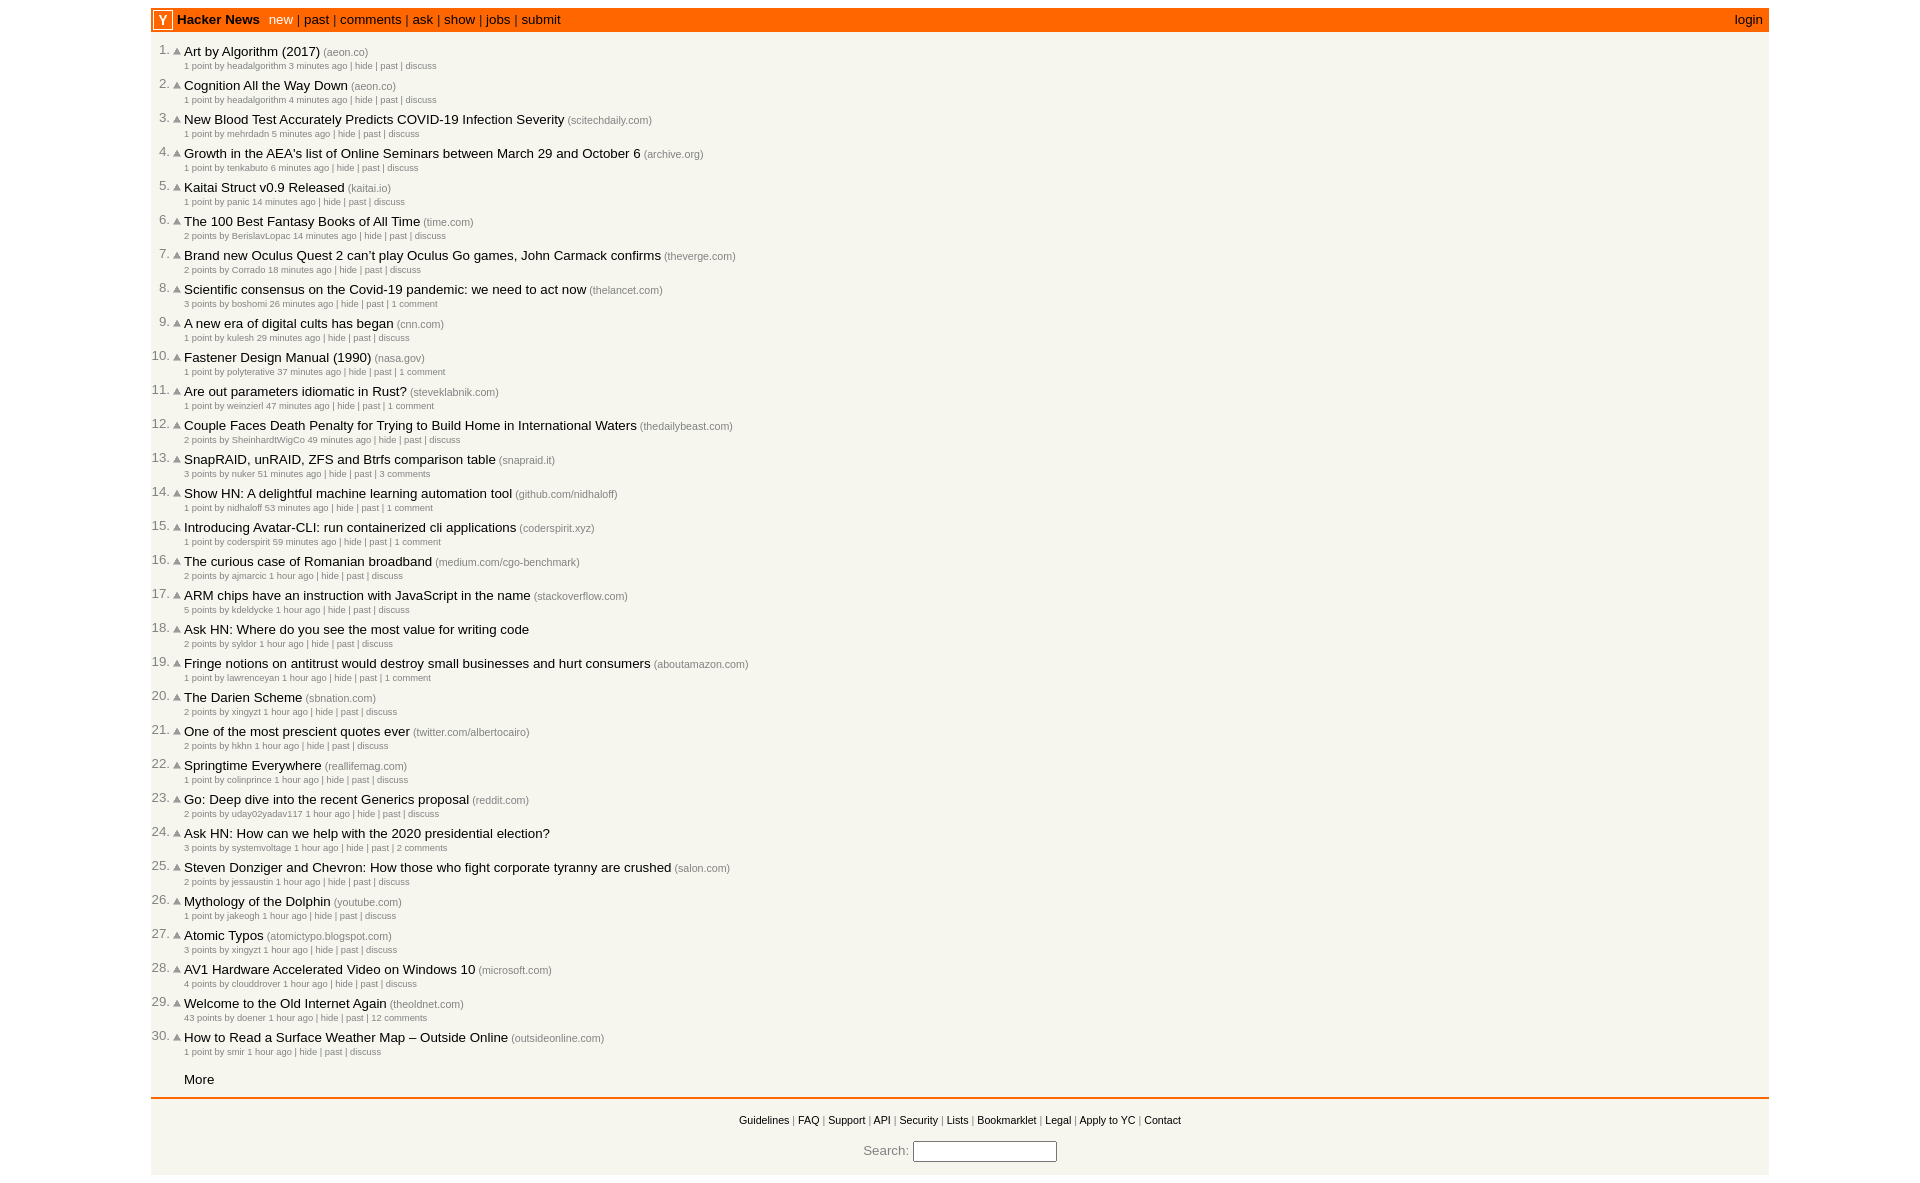 Y Hacker News new | past | comments | ask | show | jobs | submit login
1. Art by Algorithm (2017) (aeon.co)
1 point by headalgorithm 3 minutes ago | hide | past | discuss
2. Cognition All the Way Down (aeon.co)
1 point by headalgorithm 4 minutes ago | hide | past | discuss
3. New Blood Test Accurately Predicts COVID-19 Infection Severity (scitechdaily.com)
1 point by mehrdadn 5 minutes ago | hide | past | discuss
4. Growth in the AEA's list of Online Seminars between March 29 and October 6 (archive.org)
1 point by tenkabuto 6 minutes ago | hide | past | discuss
5. Kaitai Struct v0.9 Released (kaitai.io)
1 point by panic 14 minutes ago | hide | past | discuss
6. The 100 Best Fantasy Books of All Time (time.com)
2 points by BerislavLopac 14 minutes ago | hide | past | discuss
7. Brand new Oculus Quest 2 can’t play Oculus Go games, John Carmack confirms (theverge.com)
2 points by Corrado 18 minutes ago | hide | past | discuss
8. Scientific consensus on the Covid-19 pandemic: we need to act now (thelancet.com)
3 points by boshomi 26 minutes ago | hide | past | 1 comment
9. A new era of digital cults has began (cnn.com)
1 point by kulesh 29 minutes ago | hide | past | discuss
10. Fastener Design Manual (1990) (nasa.gov)
1 point by polyterative 37 minutes ago | hide | past | 1 comment
11. Are out parameters idiomatic in Rust? (steveklabnik.com)
1 point by weinzierl 47 minutes ago | hide | past | 1 comment
12. Couple Faces Death Penalty for Trying to Build Home in International Waters (thedailybeast.com)
2 points by SheinhardtWigCo 49 minutes ago | hide | past | discuss
13. SnapRAID, unRAID, ZFS and Btrfs comparison table (snapraid.it)
3 points by nuker 51 minutes ago | hide | past | 3 comments
14. Show HN: A delightful machine learning automation tool (github.com/nidhaloff)
1 point by nidhaloff 53 minutes ago | hide | past | 1 comment
15. Introducing Avatar-CLI: run containerized cli applications (coderspirit.xyz)
1 point by coderspirit 59 minutes ago | hide | past | 1 comment
16. The curious case of Romanian broadband (medium.com/cgo-benchmark)
2 points by ajmarcic 1 hour ago | hide | past | discuss
17. ARM chips have an instruction with JavaScript in the name (stackoverflow.com)
5 points by kdeldycke 1 hour ago | hide | past | discuss
18. Ask HN: Where do you see the most value for writing code
2 points by syldor 1 hour ago | hide | past | discuss
19. Fringe notions on antitrust would destroy small businesses and hurt consumers (aboutamazon.com)
1 point by lawrenceyan 1 hour ago | hide | past | 1 comment
20. The Darien Scheme (sbnation.com)
2 points by xingyzt 1 hour ago | hide | past | discuss
21. One of the most prescient quotes ever (twitter.com/albertocairo)
2 points by hkhn 1 hour ago | hide | past | discuss
22. Springtime Everywhere (reallifemag.com)
1 point by colinprince 1 hour ago | hide | past | discuss
23. Go: Deep dive into the recent Generics proposal (reddit.com)
2 points by uday02yadav117 1 hour ago | hide | past | discuss
24. Ask HN: How can we help with the 2020 presidential election?
3 points by systemvoltage 1 hour ago | hide | past | 2 comments
25. Steven Donziger and Chevron: How those who fight corporate tyranny are crushed (salon.com)
2 points by jessaustin 1 hour ago | hide | past | discuss
26. Mythology of the Dolphin (youtube.com)
1 point by jakeogh 1 hour ago | hide | past | discuss
27. Atomic Typos (atomictypo.blogspot.com)
3 points by xingyzt 1 hour ago | hide | past | discuss
28. AV1 Hardware Accelerated Video on Windows 10 (microsoft.com)
4 points by clouddrover 1 hour ago | hide | past | discuss
29. Welcome to the Old Internet Again (theoldnet.com)
43 points by doener 1 hour ago | hide | past | 12 comments
30. How to Read a Surface Weather Map – Outside Online (outsideonline.com)
1 point by smir 1 hour ago | hide | past | discuss
More
Guidelines | FAQ | Support | API | Security | Lists | Bookmarklet | Legal | Apply to YC | Contact
Search: